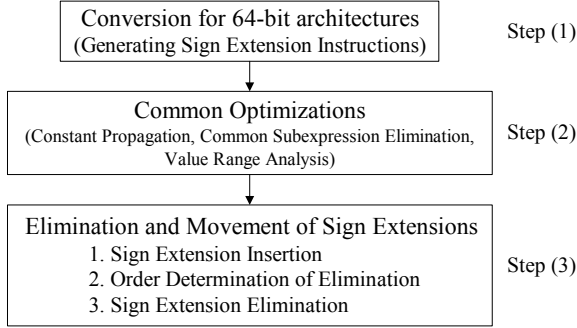 Conversion for 64-bit architectures
(Generating Sign Extension Instructions)
Step (1)
Common Optimizations
(Constant Propagation, Common Subexpression Elimination,
Value Range Analysis)
Step (2)
Elimination and Movement of Sign Extensions
1. Sign Extension Insertion
2. Order Determination of Elimination
3. Sign Extension Elimination
Step (3)